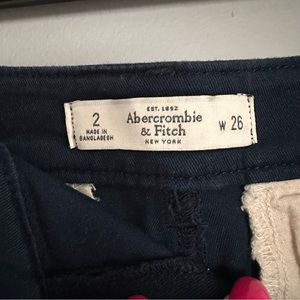 EST. 1892
2
Abercrombie
& Fitch
W 26
MADE IN
BANGLADESH
NEW YORK